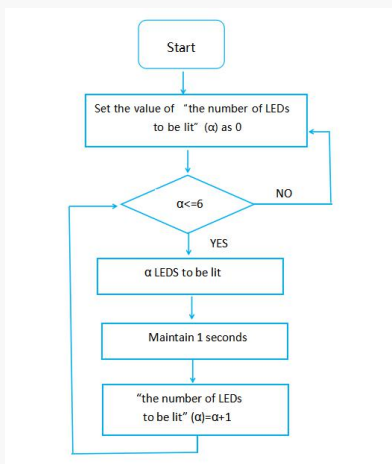 Start
Set the value of “the number of LEDs
to be lit” (α) as 0
α<=6
NO
YES
α LEDS to be lit
Maintain 1 seconds
“the number of LEDs
to be lit” (α)=α+1